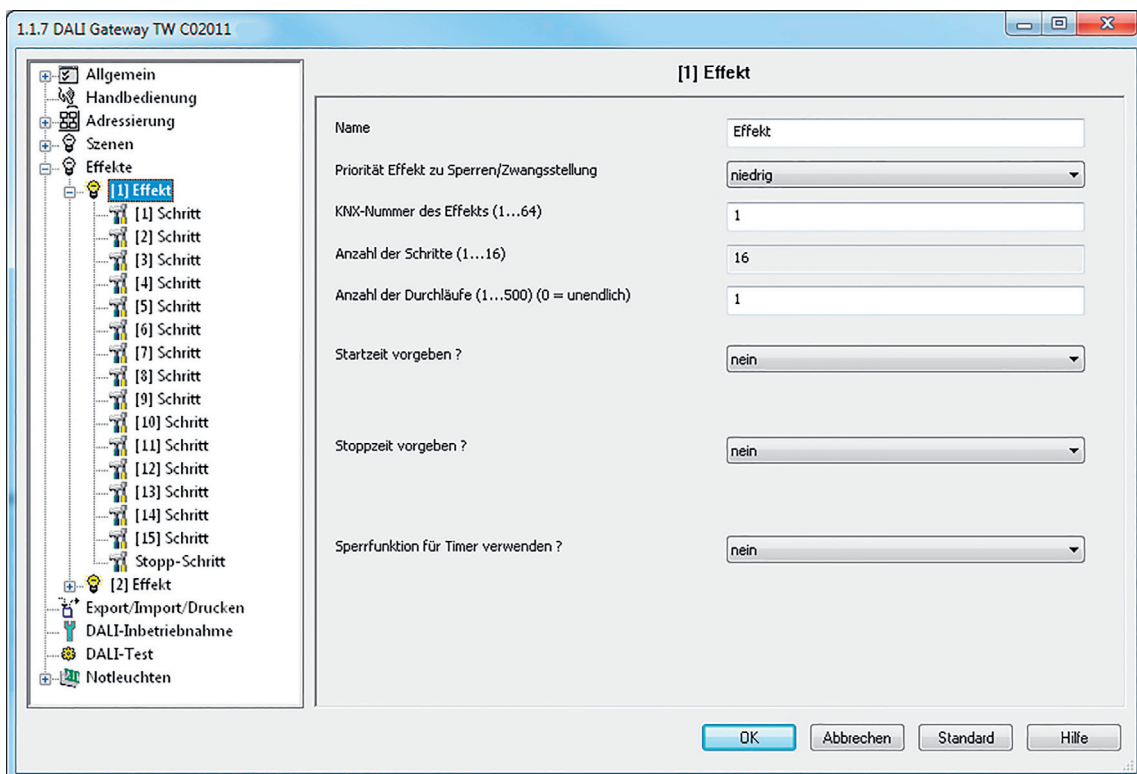 1.1.7 DALI Gateway TW C02011
Allgemein
Handbedienung
Adressierung
Szenen
Effekte
[1] Effekt
[1] Schritt
[2] Schritt
[3] Schritt
[4] Schritt
[5] Schritt
[6] Schritt
[7] Schritt
[8] Schritt
[9] Schritt
[10] Schritt
[11] Schritt
[12] Schritt
[13] Schritt
[14] Schritt
[15] Schritt
Stopp-Schritt
[2] Effekt
Export/Import/Drucken
DALI-Inbetriebnahme
DALI-Test
Notleuchten
[1] Effekt
Name Effekt
Priorität Effekt zu Sperren/Zwangsstellung niedrig
KNX-Nummer des Effekts (1...64) 1
Anzahl der Schritte (1...16) 16
Anzahl der Durchläufe (1...500) (0 = unendlich) 1
Startzeit vorgeben ? nein
Stoppzeit vorgeben ? nein
Sperrfunktion für Timer verwenden ? nein
OK Abbrechen Standard Hilfe